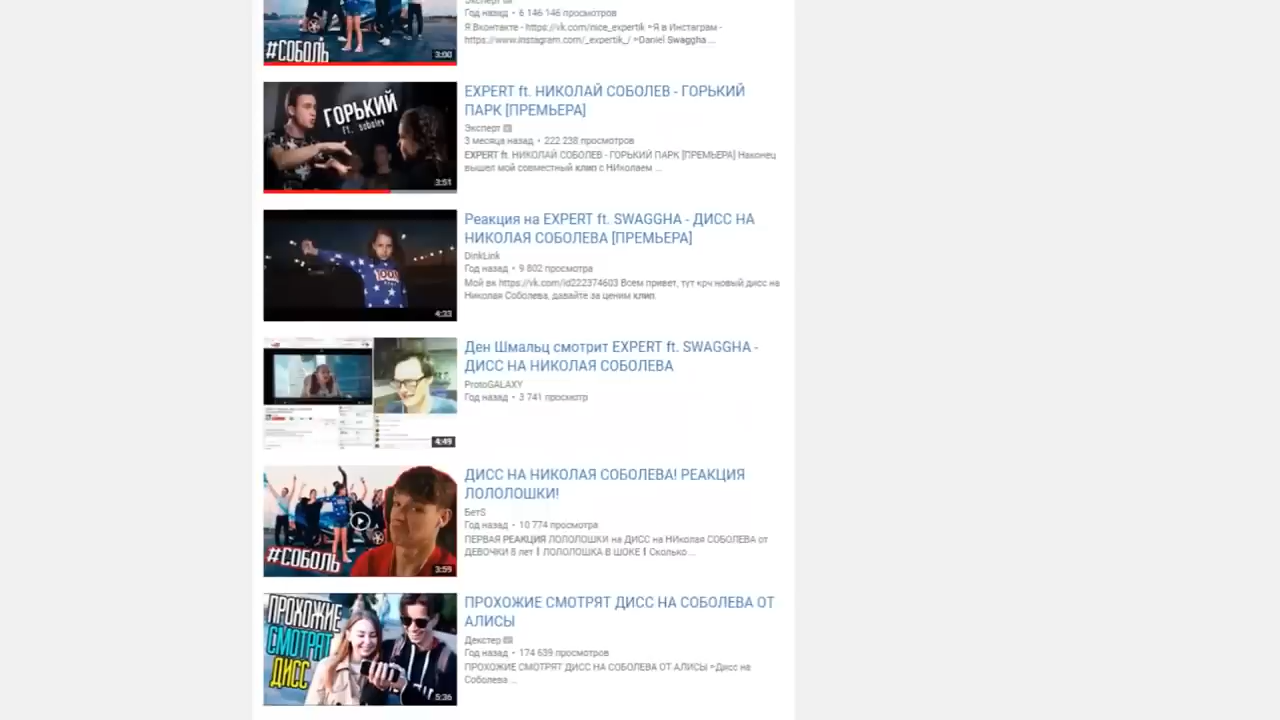 Эксперт
Год назад • 6 146 146 просмотров
Я Вконтакте - https://vk.com/nice_expertik ➛Я в Инстаграм -
https://www.instagram.com/_expertik_/ ➛Daniel Swaggha ...
#СОБОЛЬ
3:00
EXPERT ft. НИКОЛАЙ СОБОЛЕВ - ГОРЬКИЙ
ПАРК [ПРЕМЬЕРА]
ГОРЬКИЙ
ft. sobolev
Эксперт
3 месяца назад • 222 238 просмотров
EXPERT ft. НИКОЛАЙ СОБОЛЕВ - ГОРЬКИЙ ПАРК [ПРЕМЬЕРА] Наконец
вышел мой совместный клип с НИколаем ...
3:51
Реакция на EXPERT ft. SWAGGHA - ДИСС НА
НИКОЛАЯ СОБОЛЕВА [ПРЕМЬЕРА]
DinkLink
Год назад • 9 802 просмотра
Мой вк https://vk.com/id222374603 Всем привет, тут крч новый дисс на
Николая Соболева, давайте за ценим клип.
4:33
Ден Шмальц смотрит EXPERT ft. SWAGGHA -
ДИСС НА НИКОЛАЯ СОБОЛЕВА
ProtoGALAXY
Год назад • 3 741 просмотр
4:49
ДИСС НА НИКОЛАЯ СОБОЛЕВА! РЕАКЦИЯ
ЛОЛОЛОШКИ!
БетS
Год назад • 10 774 просмотра
ПЕРВАЯ РЕАКЦИЯ ЛОЛОЛОШКИ на ДИСС на НИколая СОБОЛЕВА от
ДЕВОЧКИ 8 лет ! ЛОЛОЛОШКА В ШОКЕ ! Сколько ...
#СОБОЛЬ
3:59
ПРОХОЖИЕ СМОТРЯТ ДИСС НА СОБОЛЕВА ОТ
АЛИСЫ
Декстер
Год назад • 174 639 просмотров
ПРОХОЖИЕ СМОТРЯТ ДИСС НА СОБОЛЕВА ОТ АЛИСЫ ➛Дисс на
Соболева ...
ПРОХОЖИЕ
СМОТРЯТ
ДИСС
5:36